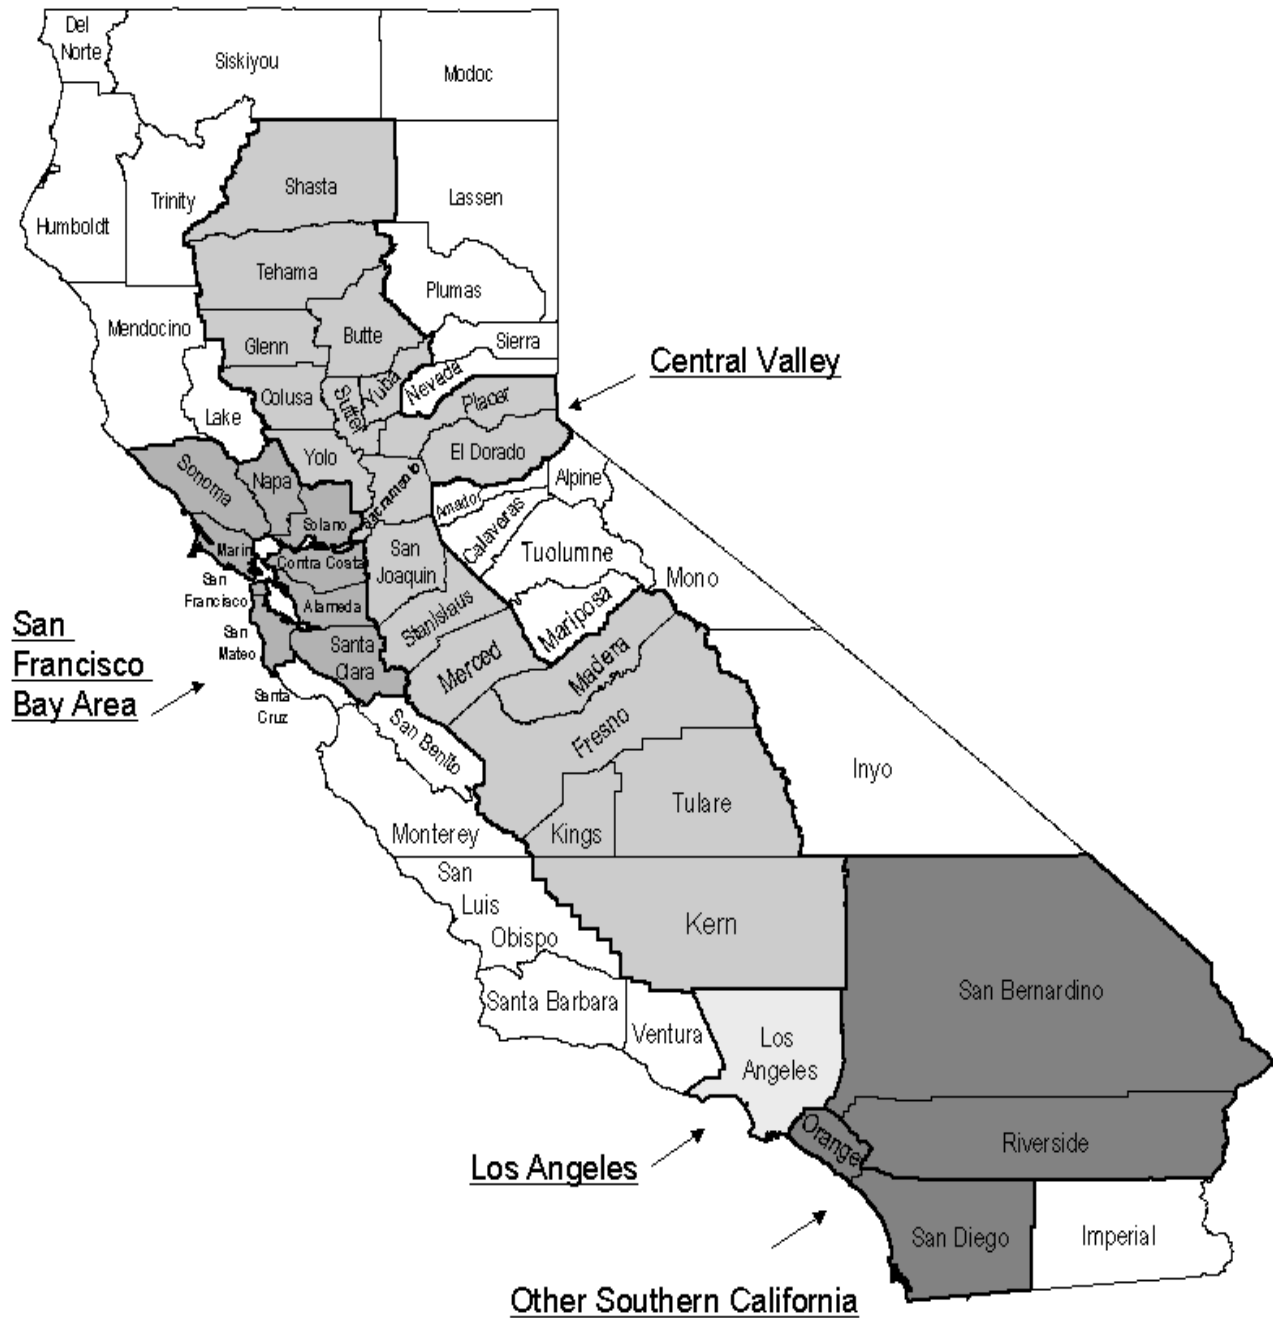 Del
Norte
Siskiyou
Modoc
Shasta
Trinity
Lassen
Humboldt
Tehama
Plumas
Mendocino
Butte
Sierra
Glenn
Central Valley
Nevada
Yuba
Colusa
Sutter
Placar
Lake
El Dorado
Yolo
Sonoma
Napa
Sacramento
Alpine
Amador
Solano
Calaveras
Marin
San
Joaquin
Tuolumne
Contra Costa
Mono
San
Francisco
Alameda
Stanislaus
Mariposa
San
Francisco
Bay Area
San
Mateo
Santa
Clara
Merced
Madera
Santa
Cruz
San Benito
Fresno
Inyo
Tulare
Monterey
Kings
San
Luis
Obispo
Kern
San Bernardino
Santa Barbara
Ventura
Los
Angeles
Orange
Riverside
Los Angeles
San Diego
Imperial
Other Southern California